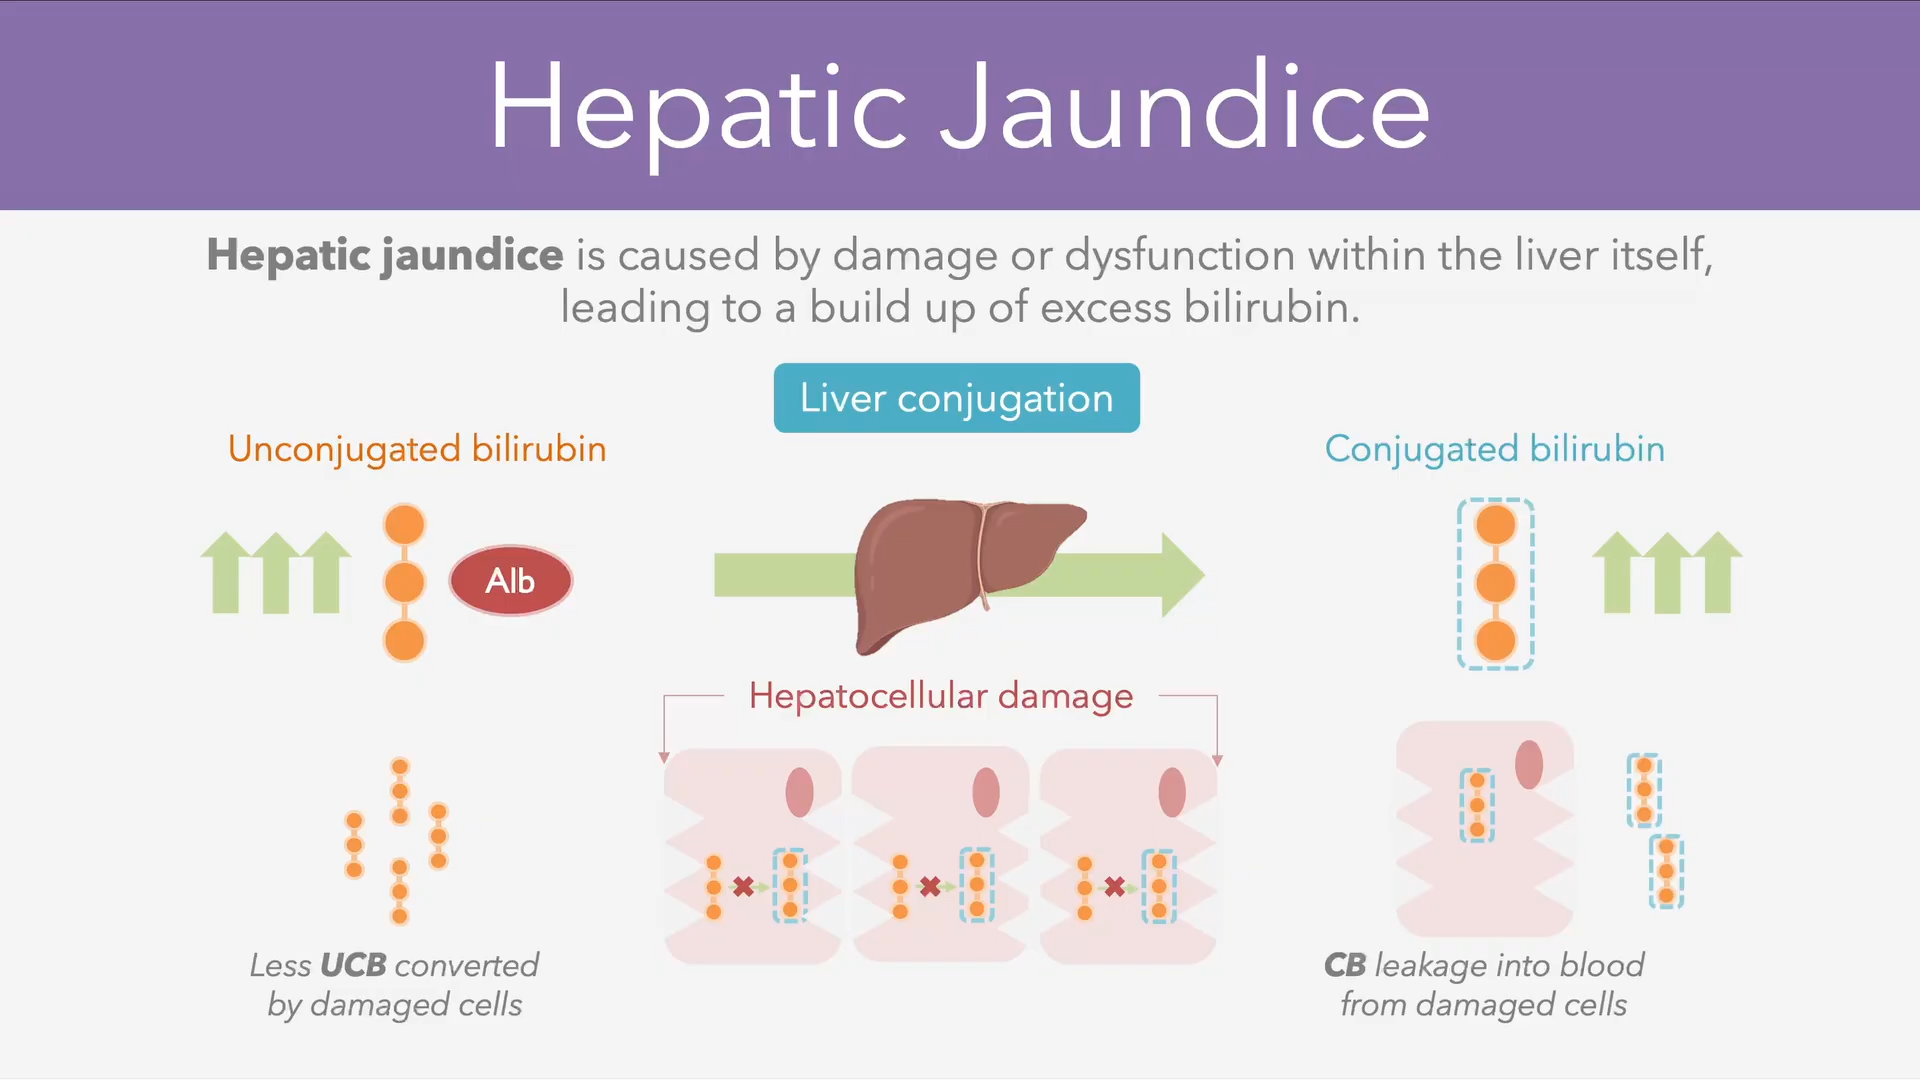 Hepatic Jaundice
Hepatic jaundice is caused by damage or dysfunction within the liver itself,
leading to a build up of excess bilirubin.
Liver conjugation
Unconjugated bilirubin
Conjugated bilirubin
Alb
Hepatocellular damage
Less UCB converted
by damaged cells
CB leakage into blood
from damaged cells